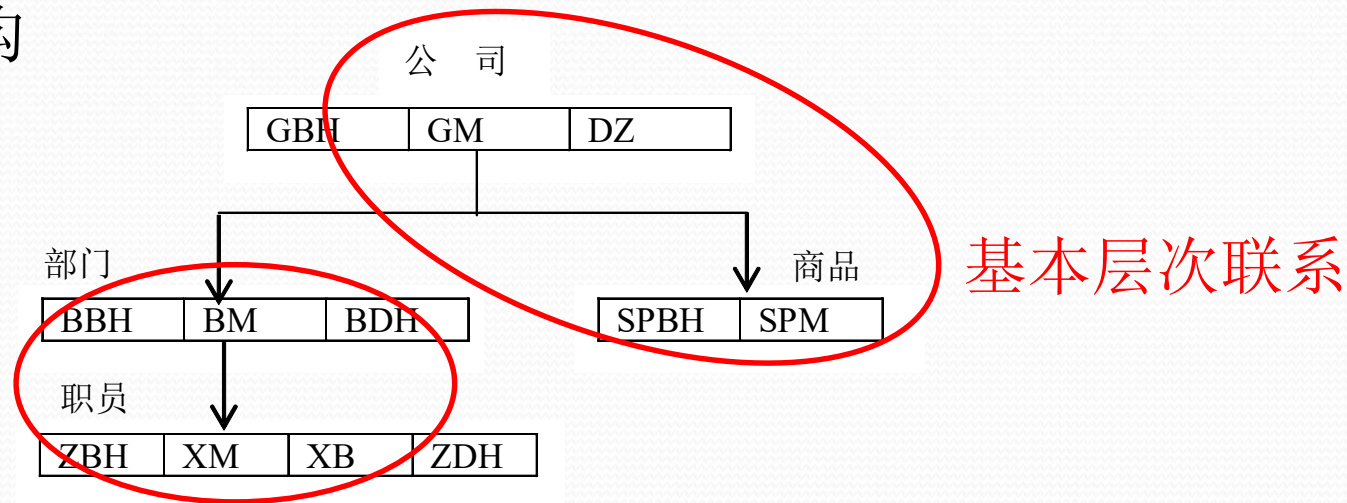 构
公 司
GBH GM DZ
部门
商品
基本层次联系
BBH BM BDH
SPBH SPM
职员
ZBH XM XB ZDH